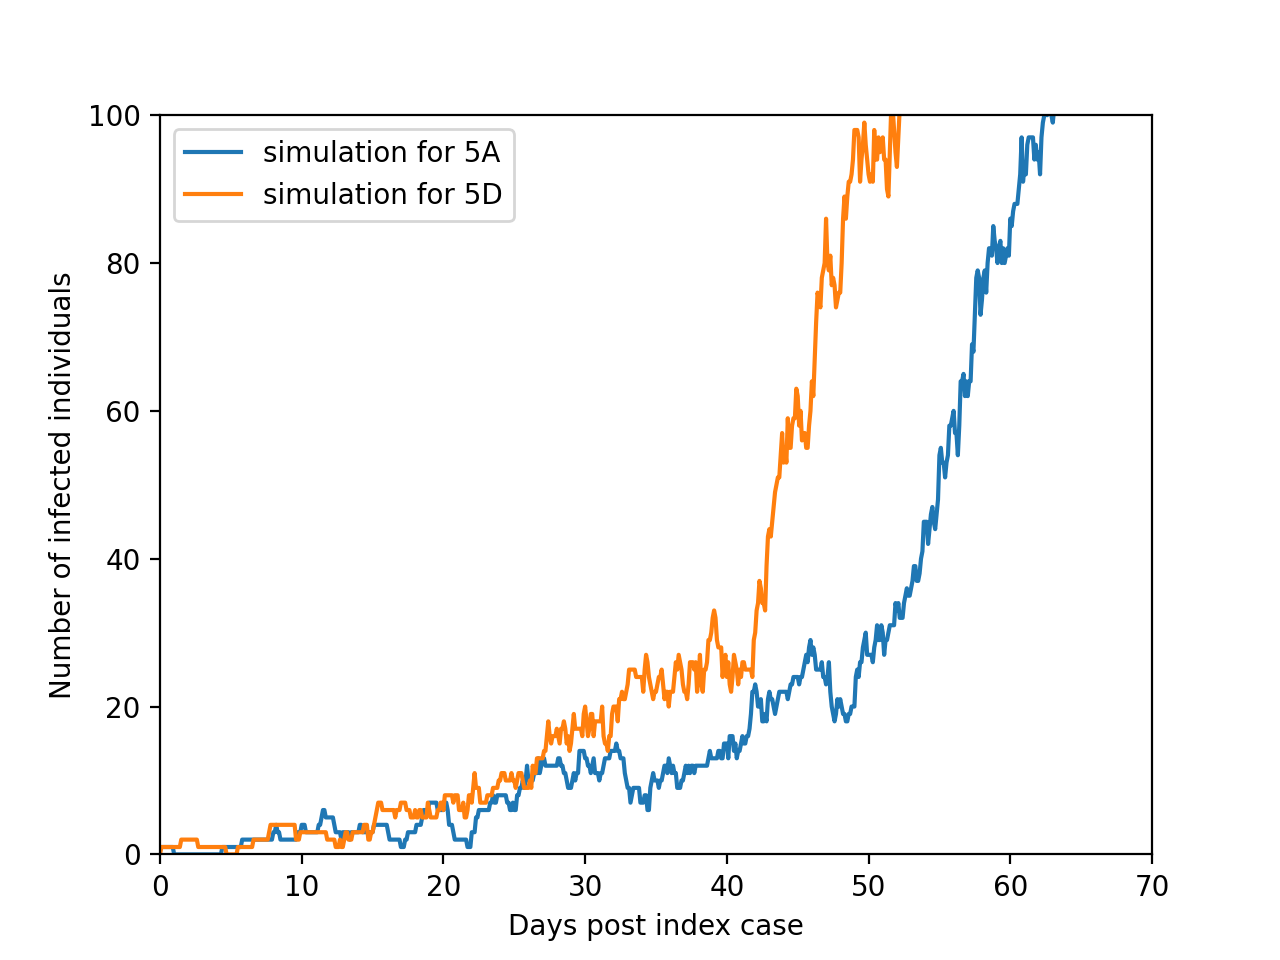 100
simulation for 5A
simulation for 5D
80
60
40
20
0
Number of infected individuals
0 10 20 30 40 50 60 70
Days post index case